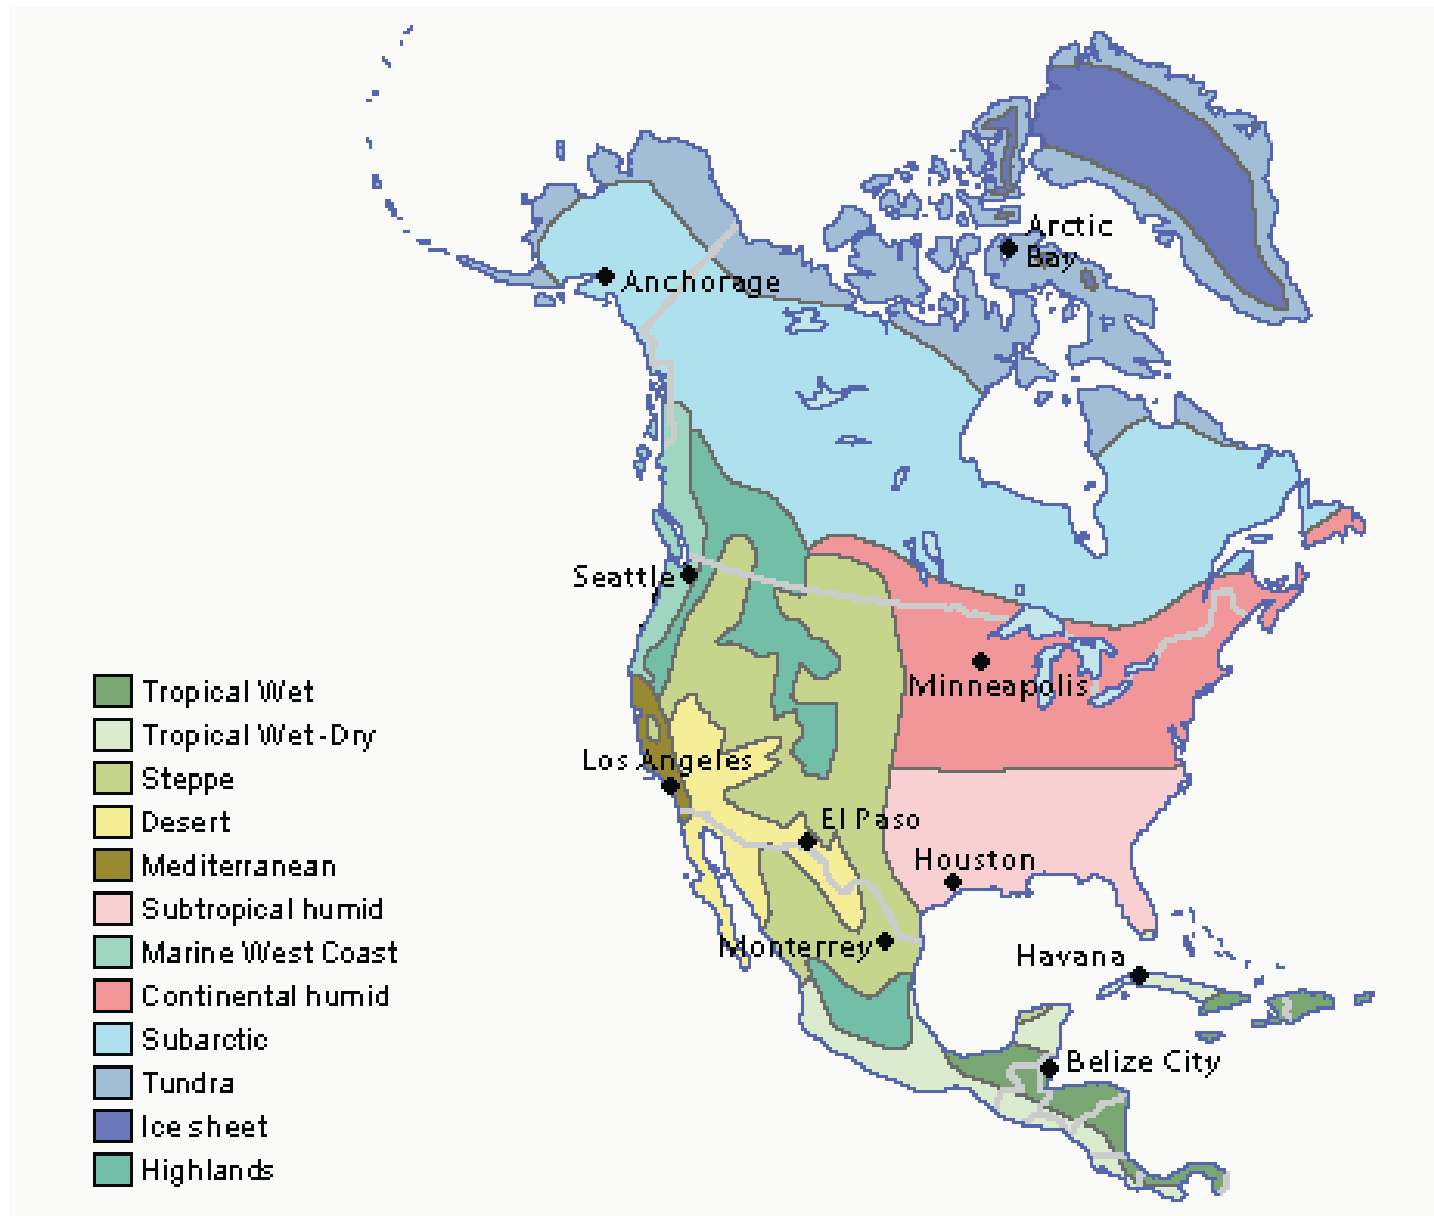 Arctic
Bay
Anchorage
Seattle
Minneapolis
Los Angeles
El Paso
Houston
Monterrey
Havana
Belize City
Tropical Wet
Tropical Wet-Dry
Steppe
Desert
Mediterranean
Subtropical humid
Marine West Coast
Continental humid
Subarctic
Tundra
Ice sheet
Highlands